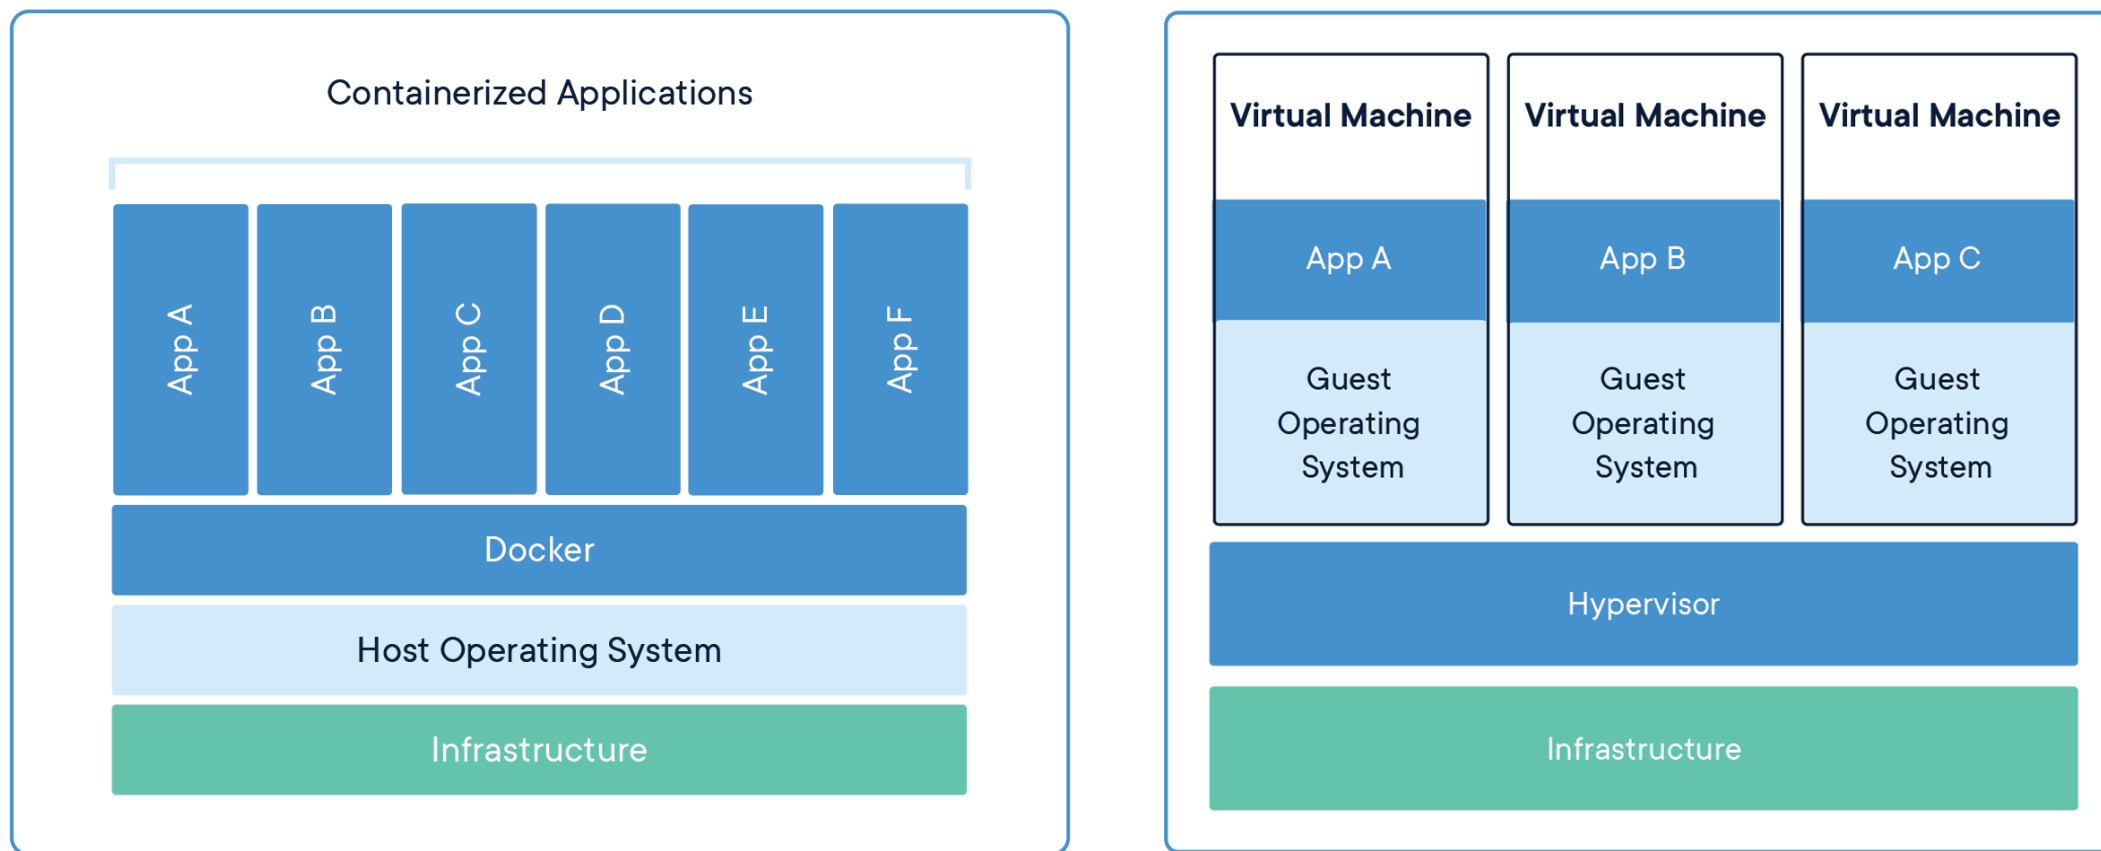 Containerized Applications
App A
App B
App C
App D
App E
App F
Docker
Host Operating System
Infrastructure
Virtual Machine
App A
Guest
Operating
System
Virtual Machine
App B
Guest
Operating
System
Virtual Machine
App C
Guest
Operating
System
Hypervisor
Infrastructure